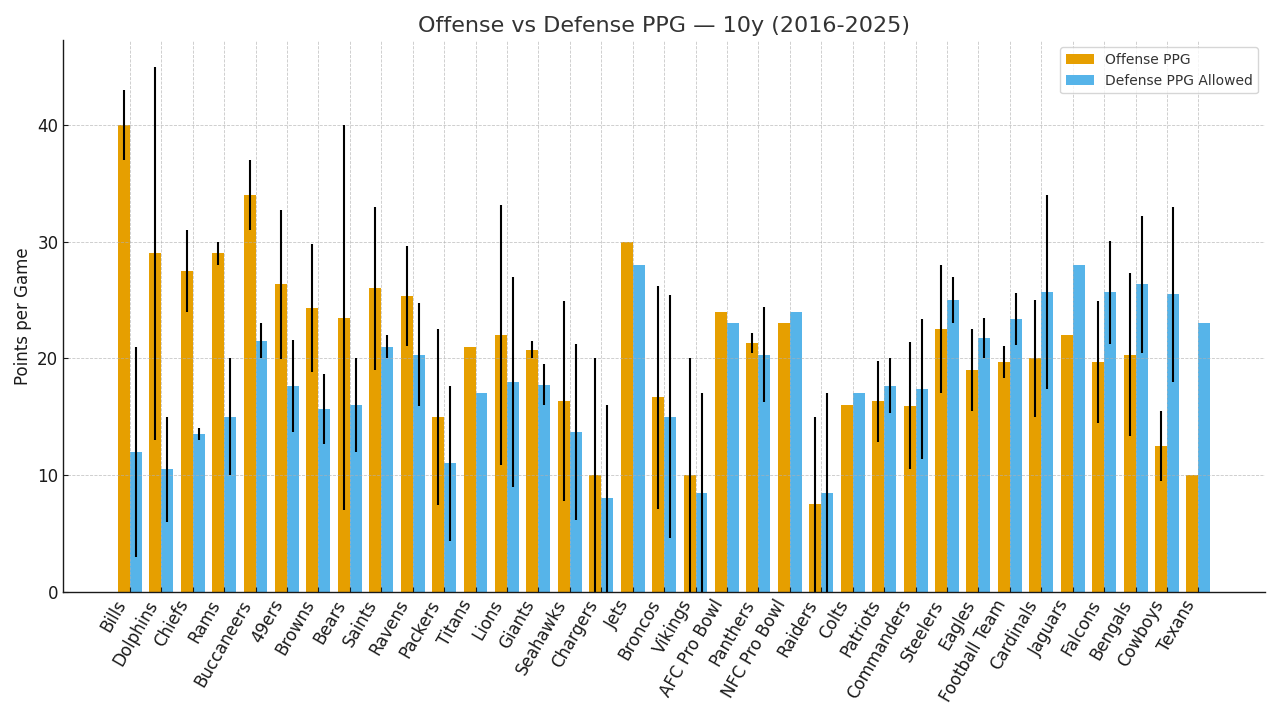 Offense vs Defense PPG — 10y (2016-2025)
Offense PPG
Defense PPG Allowed
Points per Game
40
30
20
10
0
Bills
Dolphins
Chiefs
Rams
Buccaneers
49ers
Browns
Bears
Saints
Ravens
Packers
Titans
Lions
Giants
Seahawks
Chargers
Jets
Broncos
Vikings
AFC Pro Bowl
Panthers
NFC Pro Bowl
Raiders
Colts
Patriots
Commanders
Steelers
Eagles
Football Team
Cardinals
Jaguars
Falcons
Bengals
Cowboys
Texans